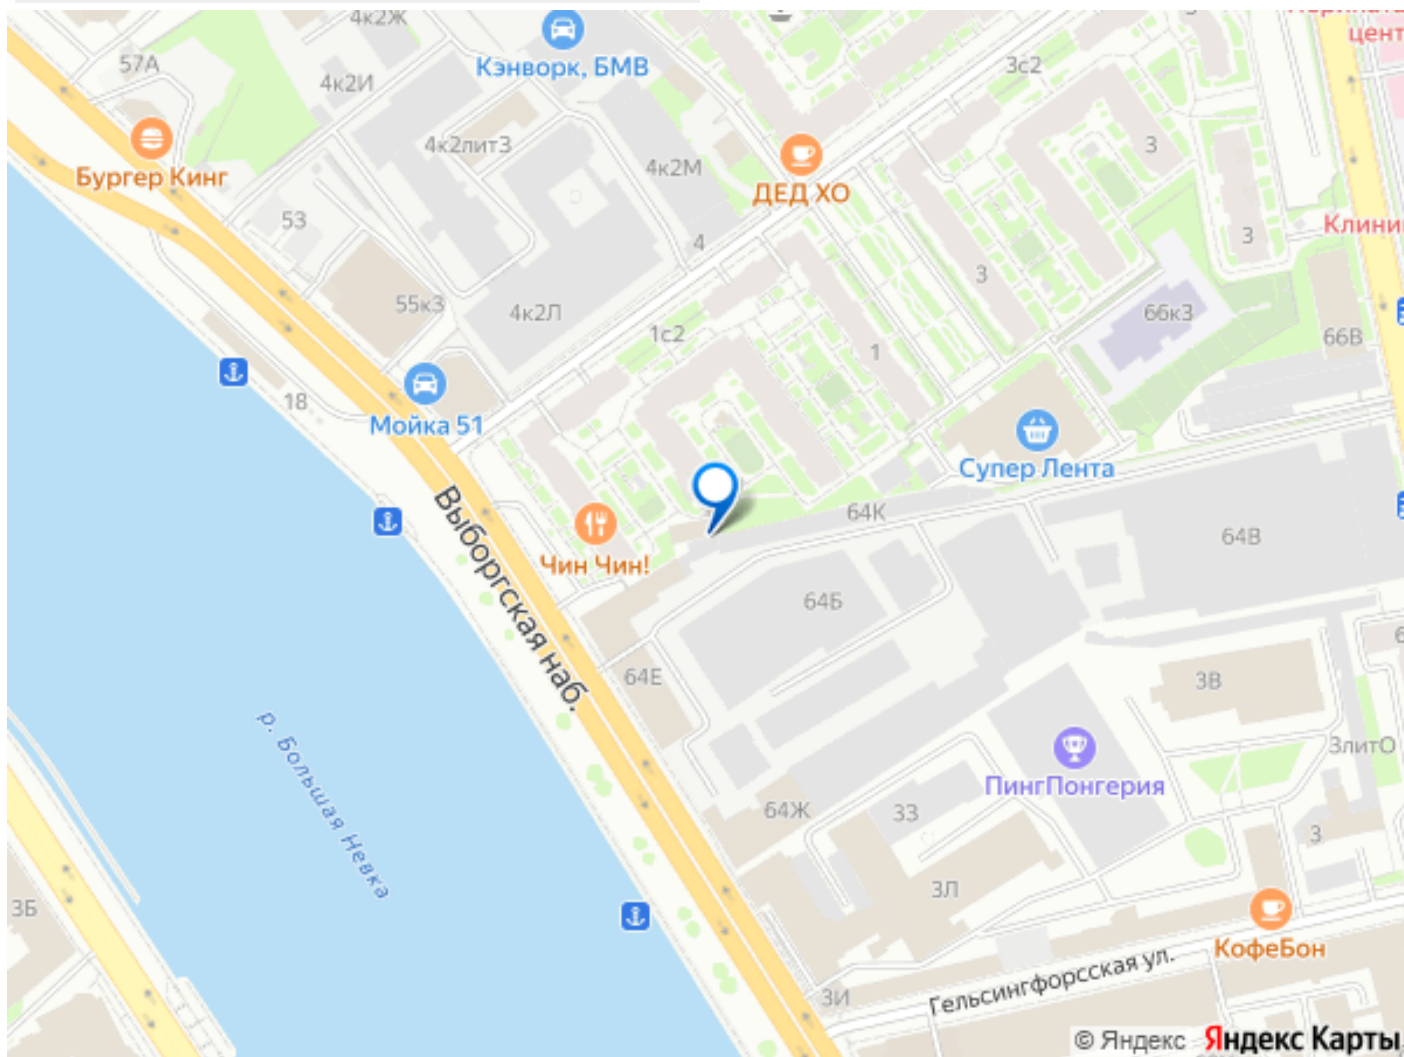 4к2Ж
57А
Кэнворк, БМВ
3с2
цент
4к2И
4к2лит3
4к2М
3
Бургер Кинг
ДЕД ХО
53
4
3
3
Клини
55к3
4к2Л
1с2
1
66к3
66В
18
Мойка 51
Супер Лента
Выборгская наб.
Чин Чин!
64К
64В
64Б
64Е
3В
р. Большая Невка
3литО
ПингПонгерия
64Ж
33
3
3Б
3Л
КофеБон
Гельсингфорсская ул.
3И
© Яндекс Яндекс Карты